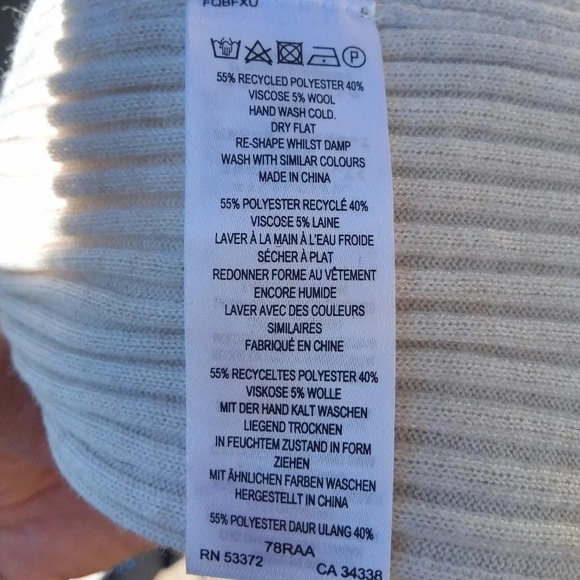 FQBFXU
P
55% RECYCLED POLYESTER 40%
VISCOSE 5% WOOL
HAND WASH COLD.
DRY FLAT
RE-SHAPE WHILST DAMP
WASH WITH SIMILAR COLOURS
MADE IN CHINA
55% POLYESTER RECYCLÉ 40%
VISCOSE 5% LAINE
LAVER À LA MAIN À L'EAU FROIDE
SÉCHER À PLAT
REDONNER FORME AU VÊTEMENT
ENCORE HUMIDE
LAVER AVEC DES COULEURS
SIMILAIRES
FABRIQUÉ EN CHINE
55% RECYCELTES POLYESTER 40%
VISKOSE 5% WOLLE
MIT DER HAND KALT WASCHEN
LIEGEND TROCKNEN
IN FEUCHTEM ZUSTAND IN FORM
ZIEHEN
MIT ÄHNLICHEN FARBEN WASCHEN
HERGESTELLT IN CHINA
55% POLYESTER DAUR ULANG 40%
78RAA
RN 53372 CA 34338